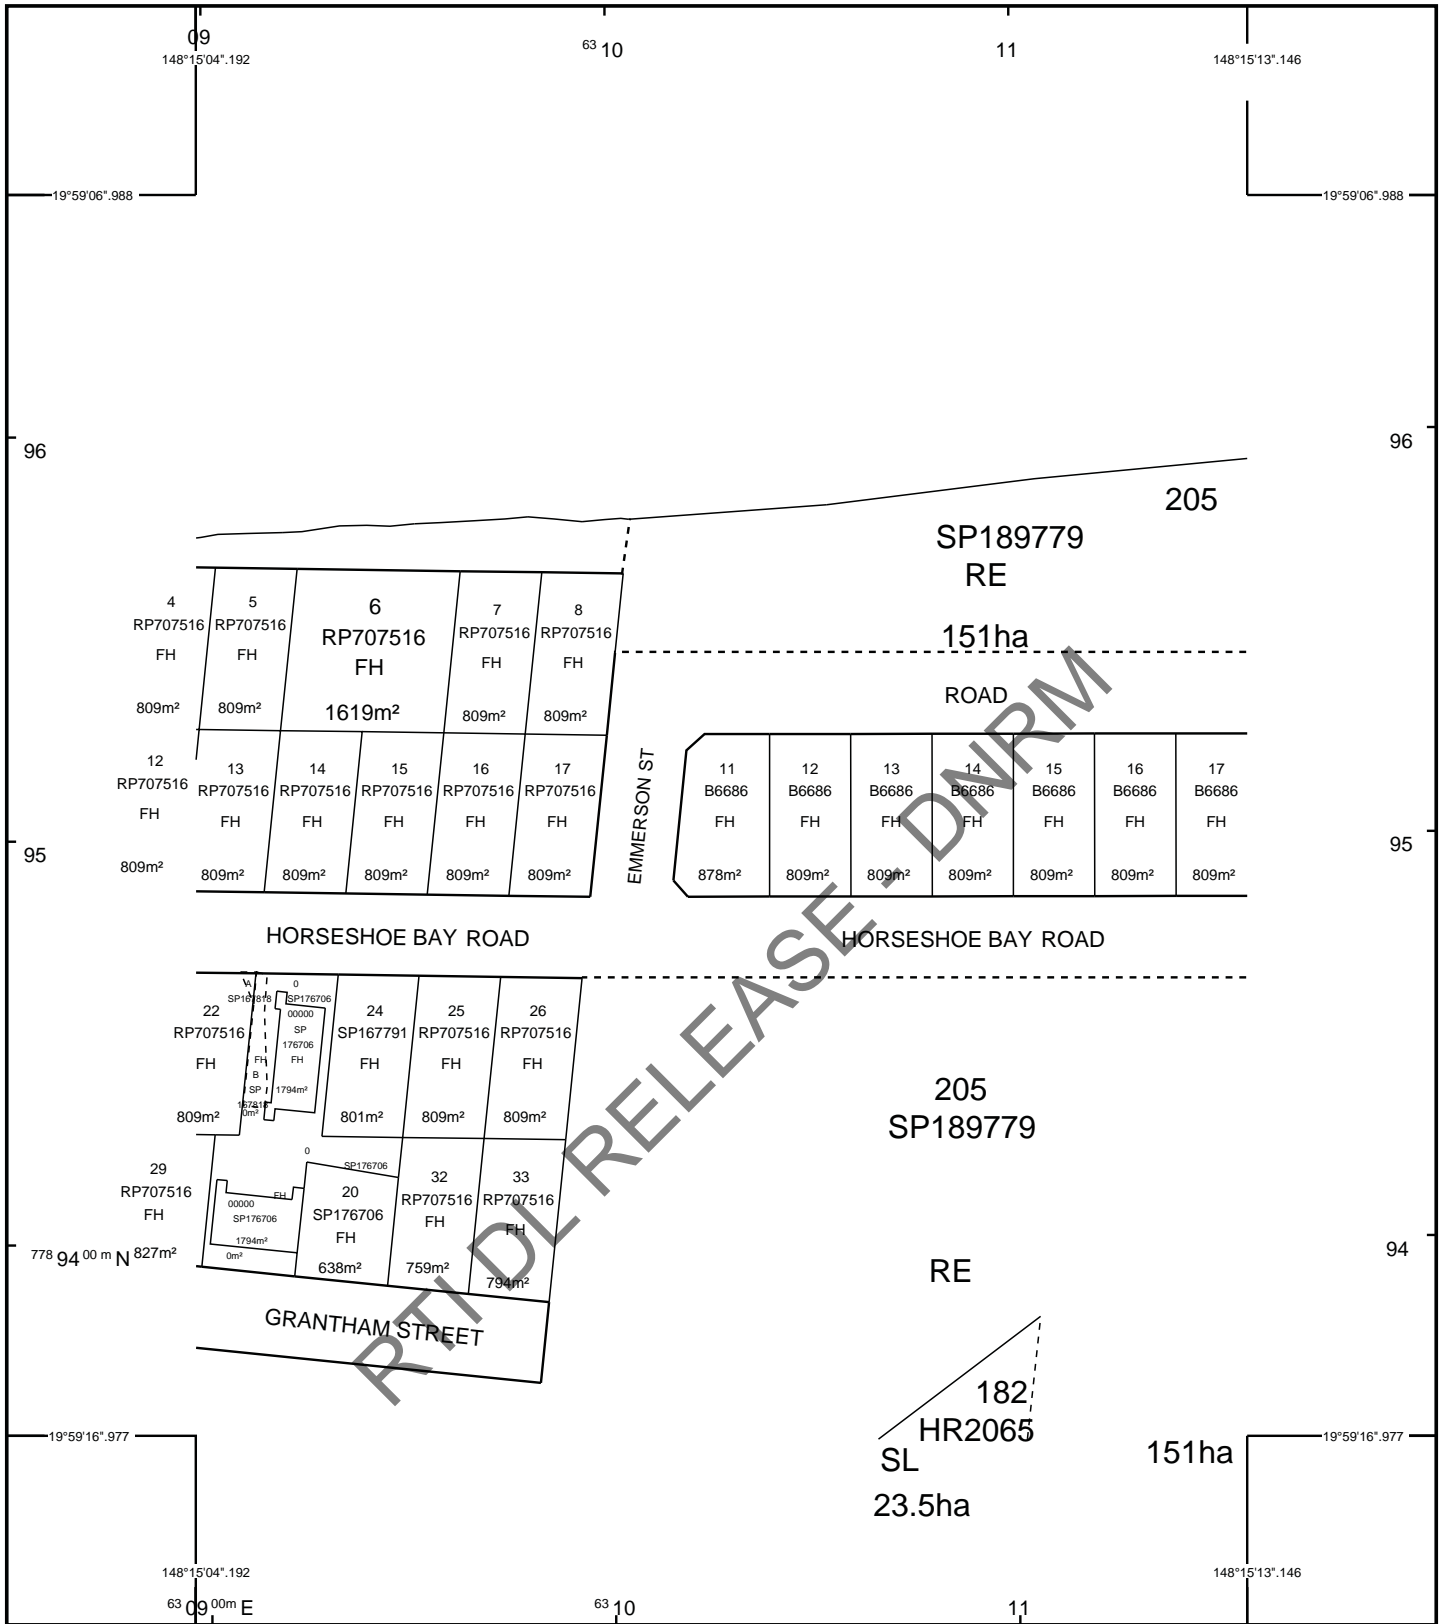 09
63 10
11
148°15'04".192
148°15'13".146
19°59'06".988
19°59'06".988
96
96
205
SP189779
RE
151ha
4
RP707516
FH
809m²
5
RP707516
FH
809m²
6
RP707516
FH
1619m²
7
RP707516
FH
809m²
8
RP707516
FH
809m²
ROAD
12
RP707516
FH
809m²
13
RP707516
FH
809m²
14
RP707516
FH
809m²
15
RP707516
FH
809m²
16
RP707516
FH
809m²
17
RP707516
FH
809m²
EMMERSON ST
11
B6686
FH
878m²
12
B6686
FH
809m²
13
B6686
FH
809m²
14
B6686
FH
809m²
15
B6686
FH
809m²
16
B6686
FH
809m²
17
B6686
FH
809m²
95
95
HORSESHOE BAY ROAD
HORSESHOE BAY ROAD
22
RP707516
FH
809m²
A
SP167818
FH
B
SP
167818
0m²
0
SP176706
00000
SP
176706
FH
1794m²
24
SP167791
FH
801m²
25
RP707516
FH
809m²
26
RP707516
FH
809m²
205
SP189779
RE
29
RP707516
FH
827m²
0
SP176706
FH
00000
SP176706
1794m²
0m²
20
SP176706
FH
638m²
32
RP707516
FH
759m²
33
RP707516
FH
794m²
778 94 00 m N
94
GRANTHAM STREET
182
HR2065
SL
23.5ha
151ha
RTI DL RELEASE - DNRM
19°59'16".977
19°59'16".977
148°15'04".192
148°15'13".146
63 09 00m E
63 10
11